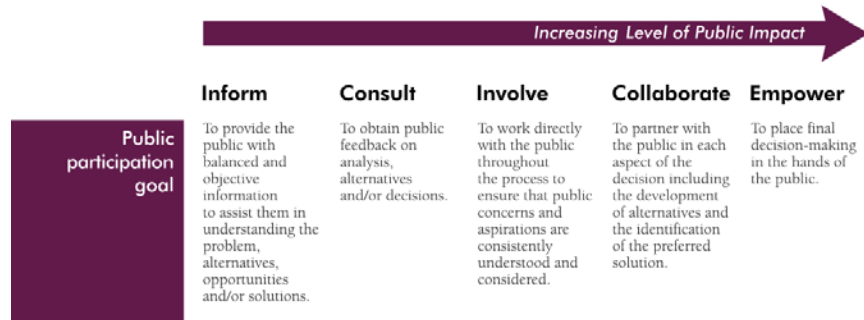 Increasing Level of Public Impact
Inform
Consult
Involve
Collaborate
Empower
Public
participation
goal
To provide the
public with
balanced and
objective
information
to assist them in
understanding the
problem,
alternatives,
opportunities
and/or solutions.
To obtain public
feedback on
analysis,
alternatives
and/or decisions.
To work directly
with the public
throughout
the process to
ensure that public
concerns and
aspirations are
consistently
understood and
considered.
To partner with
the public in each
aspect of the
decision including
the development
of alternatives and
the identification
of the preferred
solution.
To place final
decision-making
in the hands of
the public.